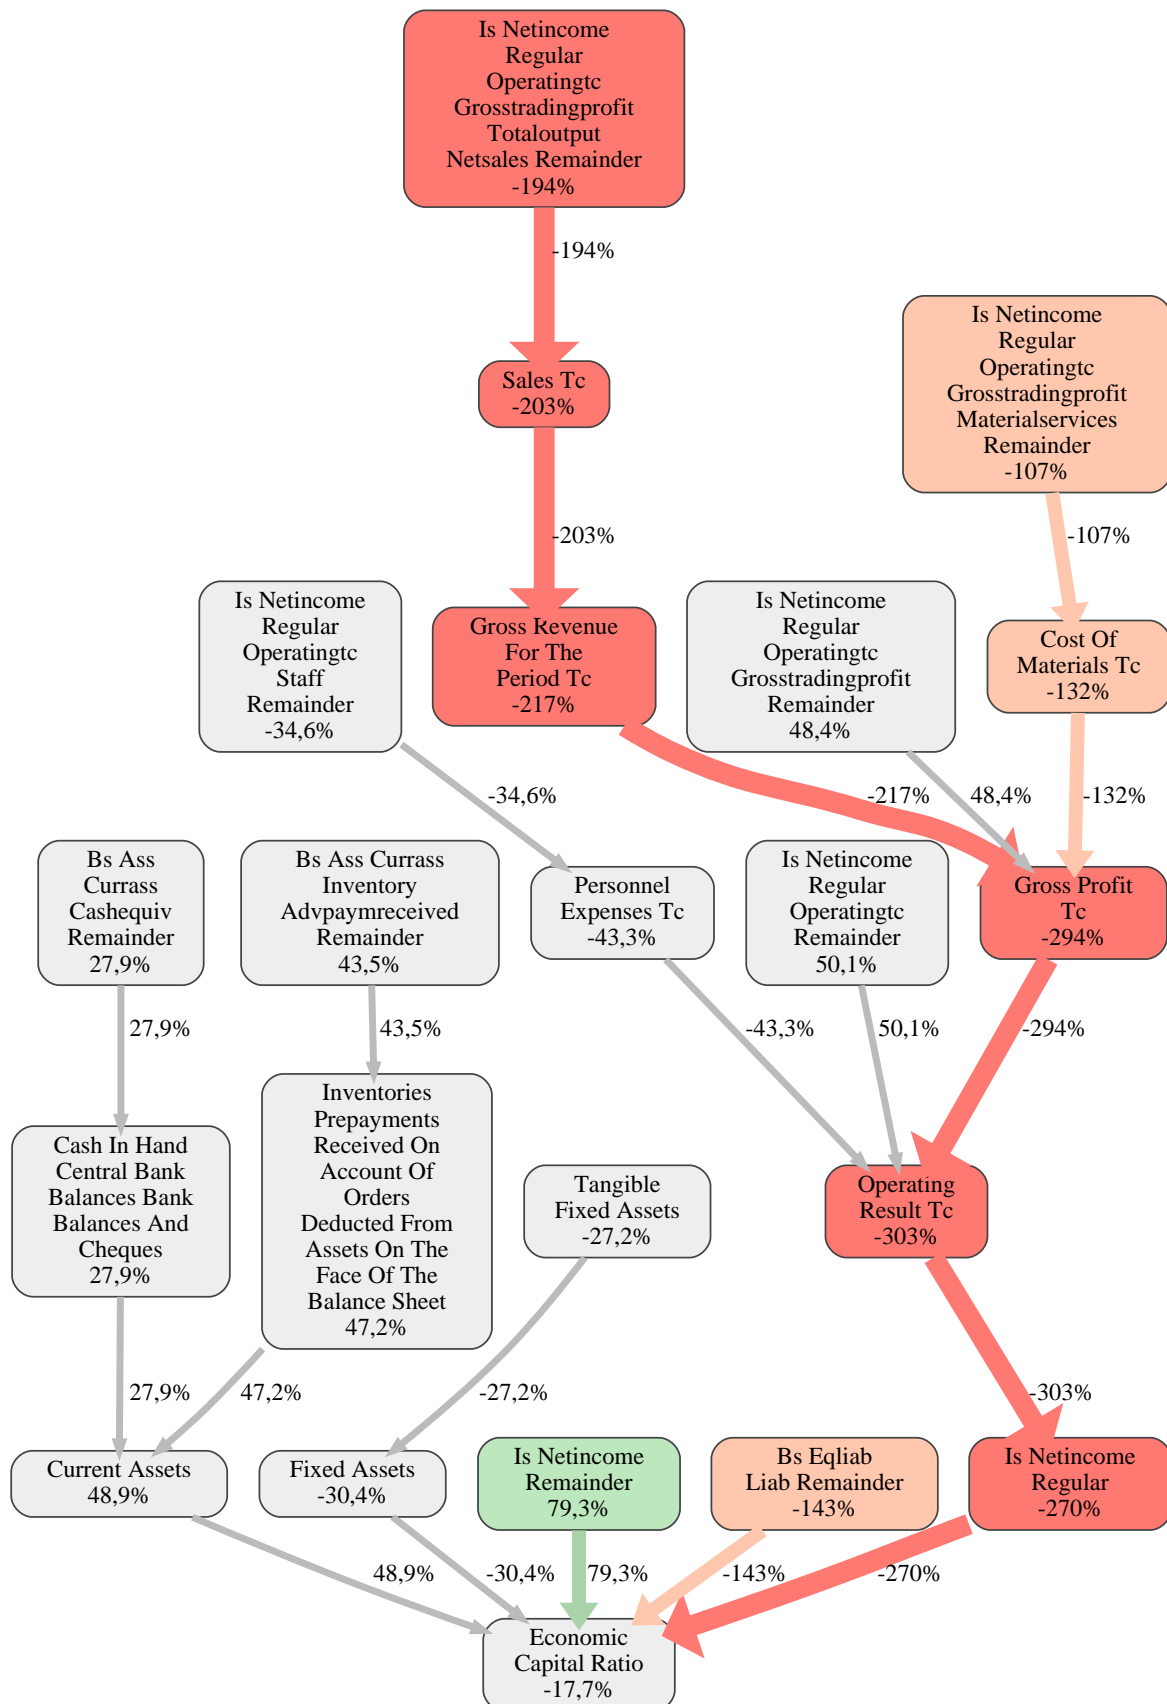 Is Netincome
Regular
Operatingtc
Grosstradingprofit
Totaloutput
Netsales Remainder
-194%
-194%
Is Netincome
Regular
Operatingtc
Grosstradingprofit
Materialservices
Remainder
-107%
Sales Tc
-203%
-107%
-203%
Is Netincome
Regular
Operatingtc
Staff
Remainder
-34,6%
Gross Revenue
For The
Period Tc
-217%
Is Netincome
Regular
Operatingtc
Grosstradingprofit
Remainder
48,4%
Cost Of
Materials Tc
-132%
-34,6%
-217%
48,4%
-132%
Bs Ass
Currass
Cashequiv
Remainder
27,9%
Bs Ass Currass
Inventory
Advpaymreceived
Remainder
43,5%
Personnel
Expenses Tc
-43,3%
Is Netincome
Regular
Operatingtc
Remainder
50,1%
Gross Profit
Tc
-294%
27,9%
43,5%
-43,3%
50,1%
-294%
Cash In Hand
Central Bank
Balances Bank
Balances And
Cheques
27,9%
Inventories
Prepayments
Received On
Account Of
Orders
Deducted From
Assets On The
Face Of The
Balance Sheet
47,2%
Tangible
Fixed Assets
-27,2%
Operating
Result Tc
-303%
27,9%
47,2%
-27,2%
-303%
Current Assets
48,9%
Fixed Assets
-30,4%
Is Netincome
Remainder
79,3%
Bs Eqliab
Liab Remainder
-143%
Is Netincome
Regular
-270%
48,9%
-30,4%
79,3%
-143%
-270%
Economic
Capital Ratio
-17,7%